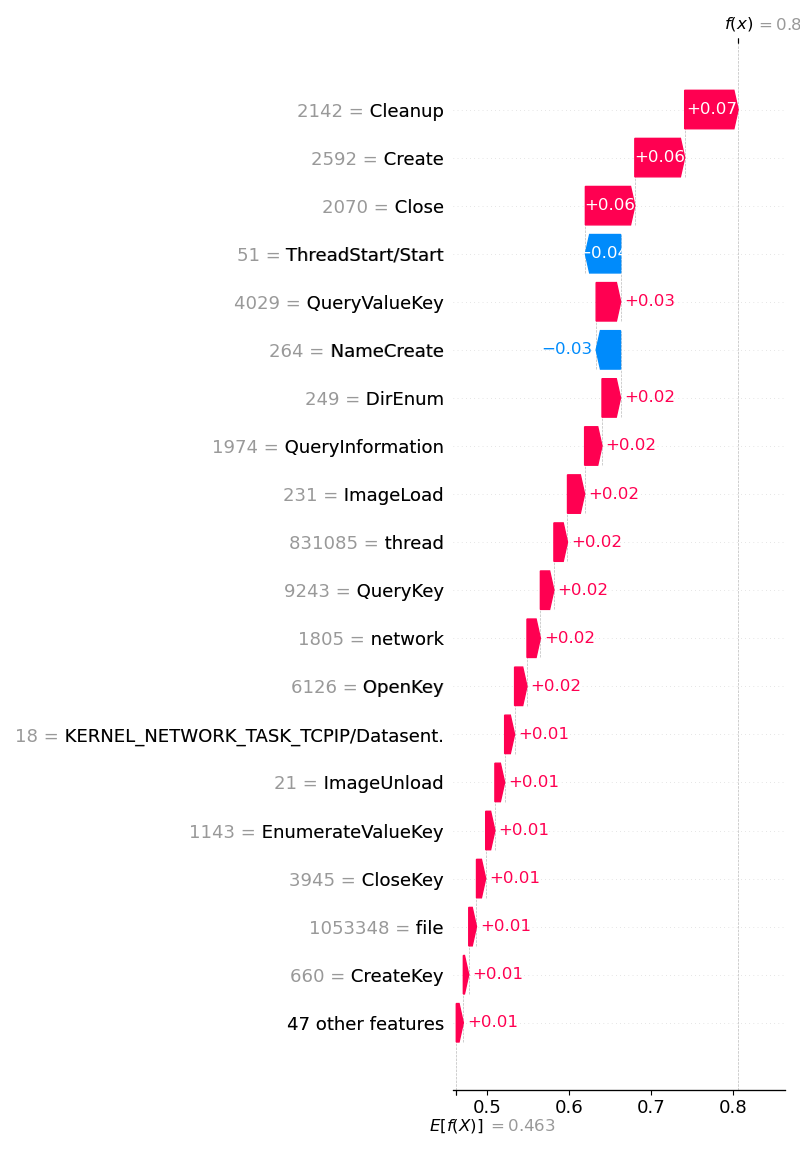 f(x) = 0.8
2142 = Cleanup +0.07
2592 = Create +0.06
2070 = Close +0.06
51 = ThreadStart/Start −0.04
4029 = QueryValueKey +0.03
264 = NameCreate −0.03
249 = DirEnum +0.02
1974 = QueryInformation +0.02
231 = ImageLoad +0.02
831085 = thread +0.02
9243 = QueryKey +0.02
1805 = network +0.02
6126 = OpenKey +0.02
18 = KERNEL_NETWORK_TASK_TCPIP/Datasent. +0.01
21 = ImageUnload +0.01
1143 = EnumerateValueKey +0.01
3945 = CloseKey +0.01
1053348 = file +0.01
660 = CreateKey +0.01
47 other features +0.01
0.5 0.6 0.7 0.8
E[f(X)] = 0.463